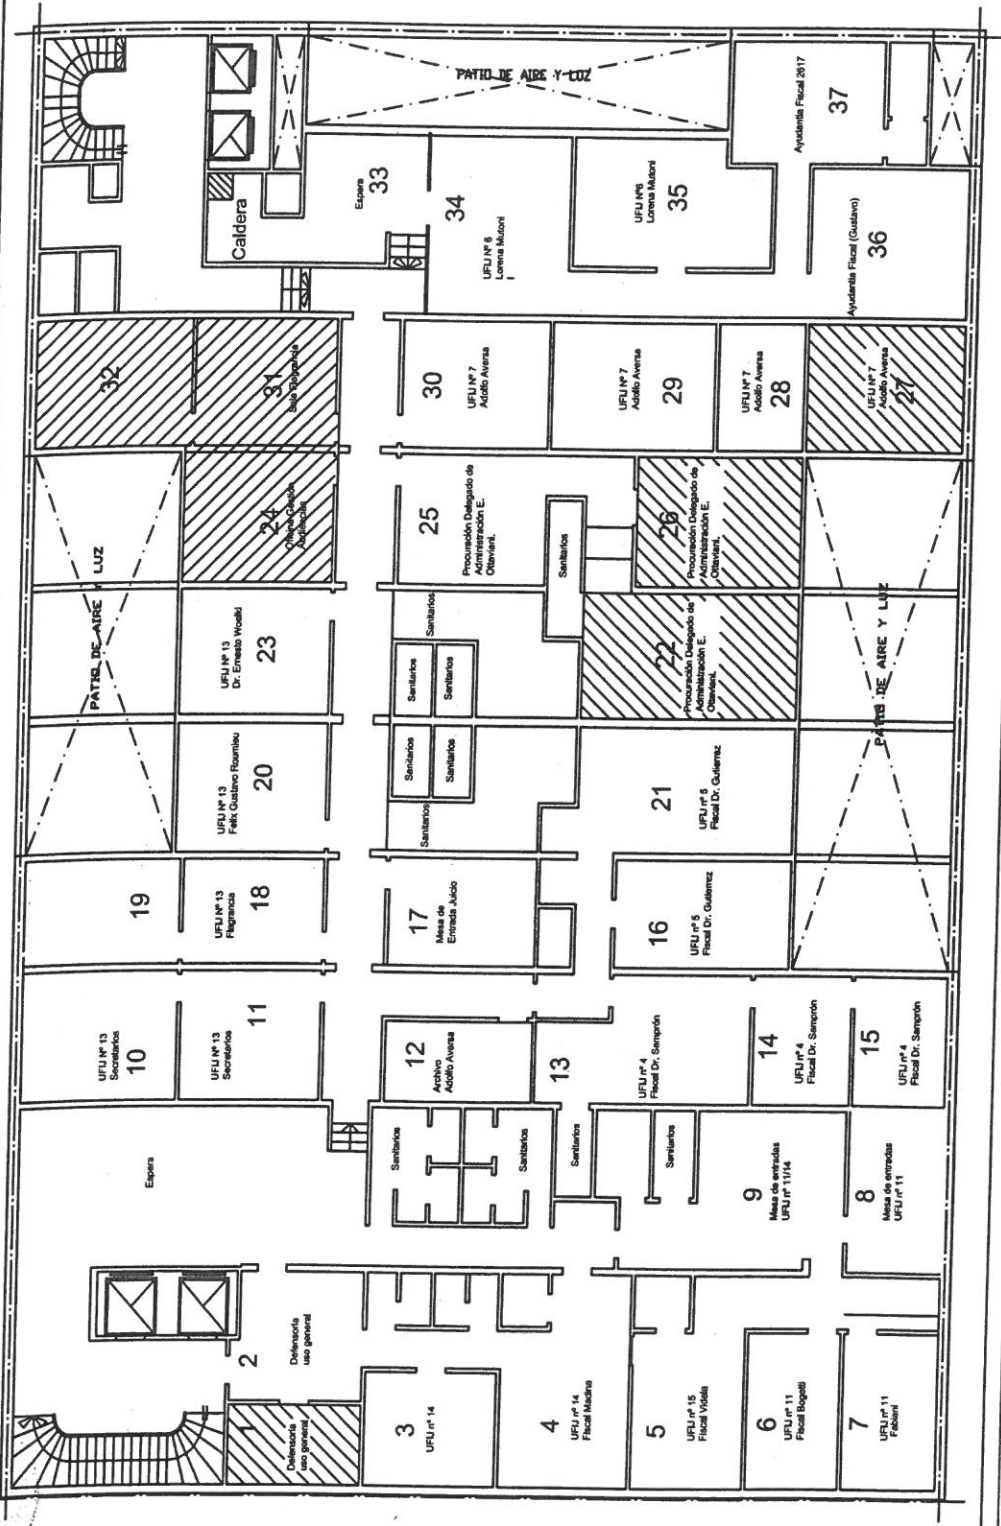 PATIO DE AIRE Y LUZ
Caldera
Espera
33
34
UFIJ Nº 6
Lorena Mutoni
I
UFIJ Nº6
Lorena Mutoni
35
Ayudantía Fiscal 2617
37
Ayudantía Fiscal (Gustavo)
36
32
31
Sala Flagrancia
30
UFIJ Nº 7
Adolfo Aversa
UFIJ Nº 7
Adolfo Aversa
29
UFIJ Nº 7
Adolfo Aversa
28
UFIJ Nº 7
Adolfo Aversa
27
PATIO DE AIRE Y LUZ
24
Oficina Gestión
Audiencias
25
Procuración Delegado de
Administración E.
Ottaviani.
Sanitarios
26
Procuración Delegado de
Administración E.
Ottaviani.
UFIJ Nº 13
Dr. Ernesto Woelki
23
Sanitarios
Sanitarios
Sanitarios
22
Procuración Delegado de
Administración E.
Ottaviani.
PATIO DE AIRE Y LUZ
UFIJ Nº 13
Felix Gustavo Roumieu
20
Sanitarios
Sanitarios
Sanitarios
21
UFIJ nº 5
Fiscal Dr. Gutierrez
19
UFIJ Nº 13
Flagrancia
18
17
Mesa de
Entrada Juicio
16
UFIJ nº 5
Fiscal Dr. Gutierrez
UFIJ Nº 13
Secretarios
10
UFIJ Nº 13
Secretarios
11
12
Archivo
Adolfo Aversa
13
UFIJ nº 4
Fiscal Dr. Samprón
14
UFIJ nº 4
Fiscal Dr. Samprón
15
UFIJ nº 4
Fiscal Dr. Samprón
Espera
Sanitarios
Sanitarios
Sanitarios
Sanitarios
9
Mesa de entradas
UFIJ nº 11/14
8
Mesa de entradas
UFIJ nº 11
2
Defensoría
uso general
1
Defensoría
uso general
3
UFIJ nº 14
4
UFIJ nº 14
Fiscal Madina
5
UFIJ nº 15
Fiscal Videla
6
UFIJ nº 11
Fiscal Bogetti
7
UFIJ nº 11
Fabiani